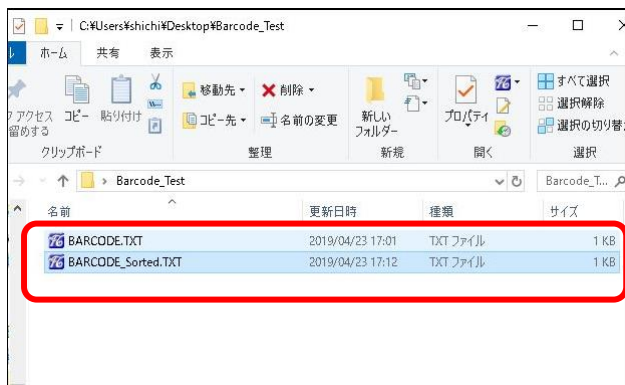 C:¥Users¥shichi¥Desktop¥Barcode_Test
ホーム 共有 表示
クアクセス
留めする
コピー
貼り付け
移動先
コピー先
削除
名前の変更
新しい
フォルダー
プロパティ
すべて選択
選択解除
選択の切り替
クリップボード 整理 新規 開く 選択
Barcode_Test Barcode_T...
名前 更新日時 種類 サイズ
BARCODE.TXT 2019/04/23 17:01 TXT ファイル 1 KB
BARCODE_Sorted.TXT 2019/04/23 17:12 TXT ファイル 1 KB